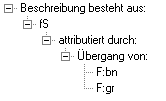 Beschreibung besteht aus:
fS
attributiert durch:
Übergang von:
F:bn
F:gr